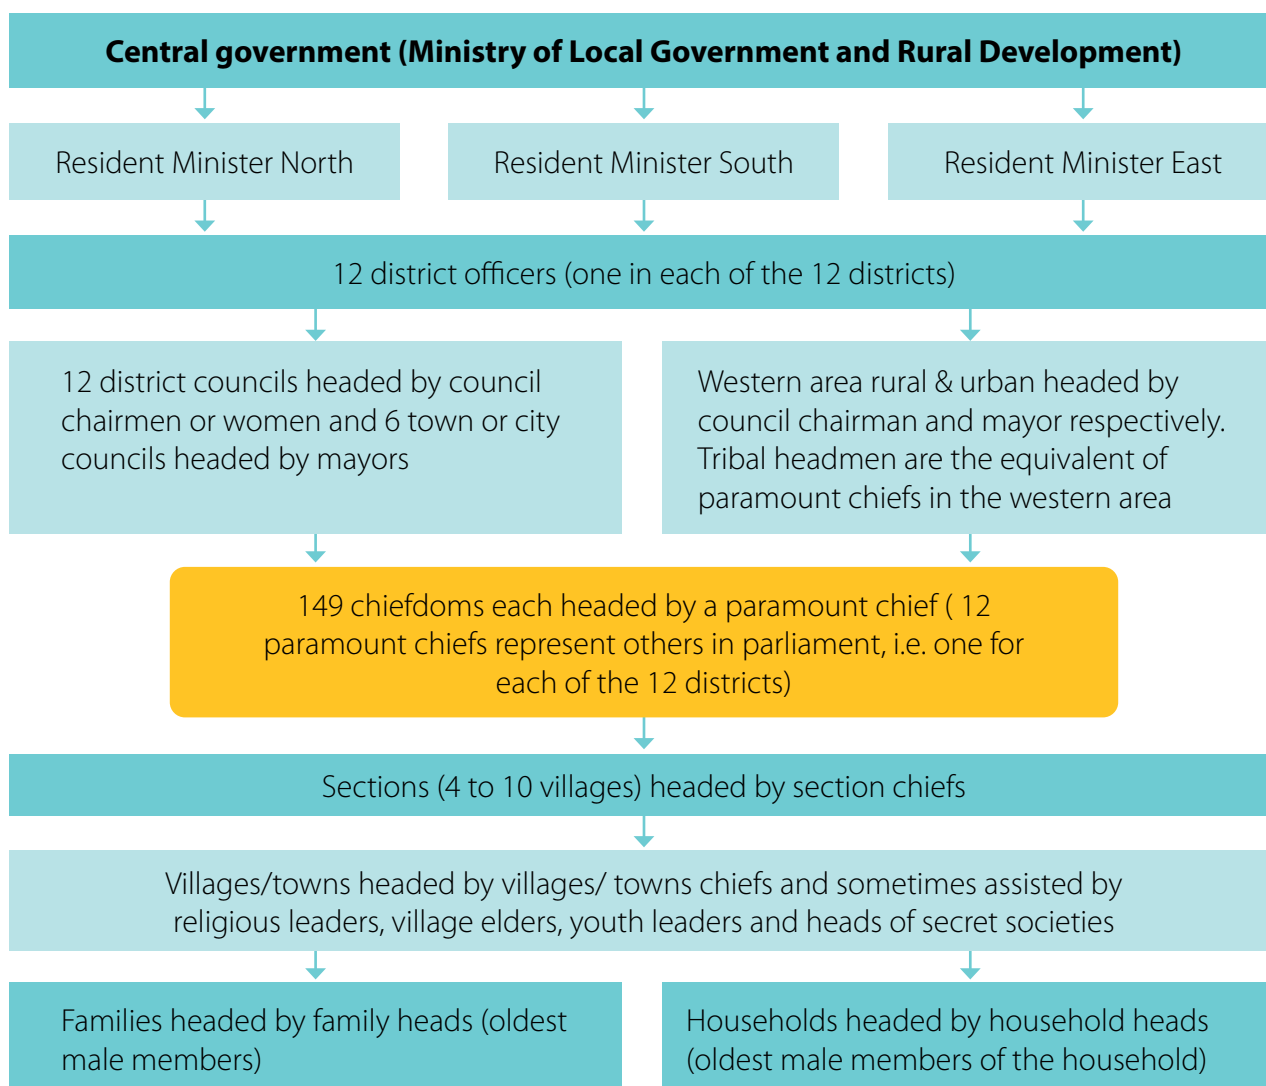 Central government (Ministry of Local Government and Rural Development)
Resident Minister North
Resident Minister South
Resident Minister East
12 district officers (one in each of the 12 districts)
12 district councils headed by council
chairmen or women and 6 town or city
councils headed by mayors
Western area rural & urban headed by
council chairman and mayor respectively.
Tribal headmen are the equivalent of
paramount chiefs in the western area
149 chiefdoms each headed by a paramount chief ( 12
paramount chiefs represent others in parliament, i.e. one for
each of the 12 districts)
Sections (4 to 10 villages) headed by section chiefs
Villages/towns headed by villages/ towns chiefs and sometimes assisted by
religious leaders, village elders, youth leaders and heads of secret societies
Families headed by family heads (oldest
male members)
Households headed by household heads
(oldest male members of the household)